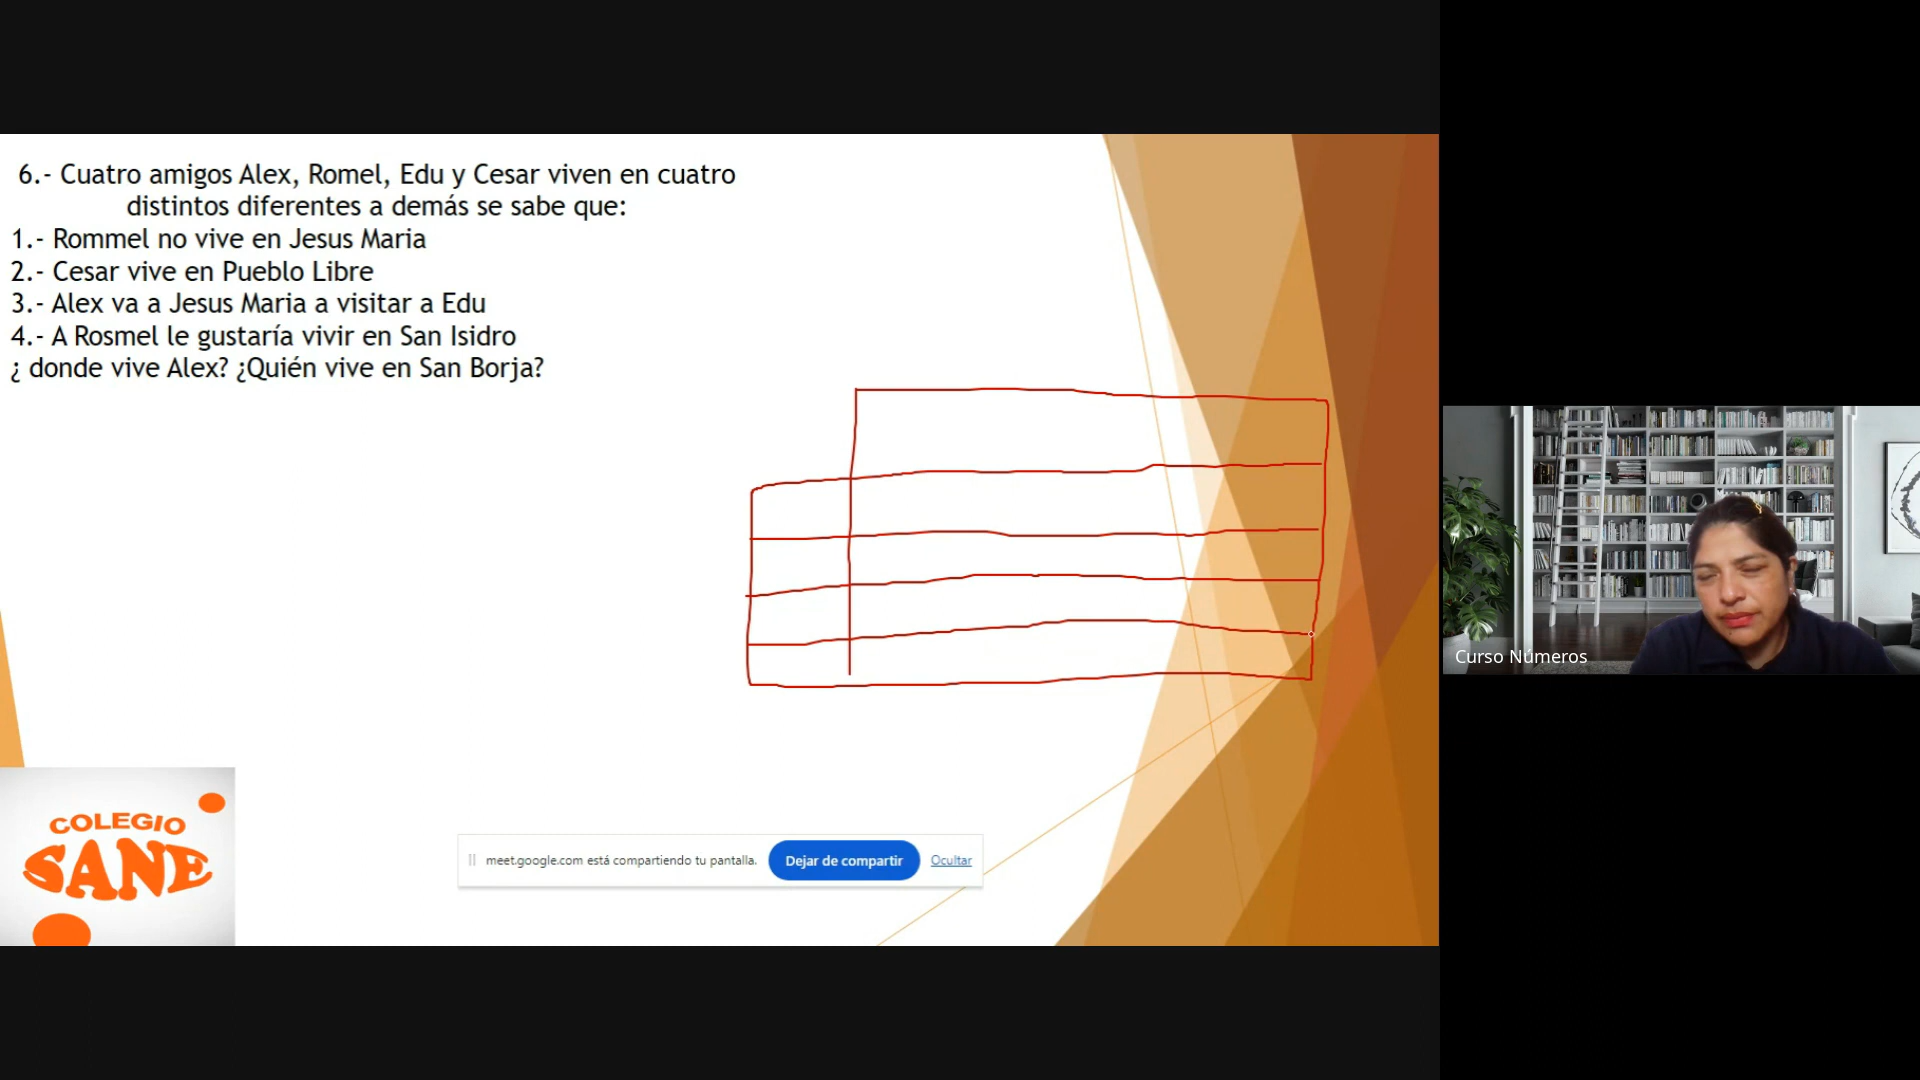 6.- Cuatro amigos Alex, Romel, Edu y Cesar viven en cuatro
distintos diferentes a demás se sabe que:
1.- Rommel no vive en Jesus Maria
2.- Cesar vive en Pueblo Libre
3.- Alex va a Jesus Maria a visitar a Edu
4.- A Rosmel le gustaría vivir en San Isidro
¿ donde vive Alex? ¿Quién vive en San Borja?
Curso Números
COLEGIO
SANE
meet.google.com está compartiendo tu pantalla.
Dejar de compartir
Ocultar